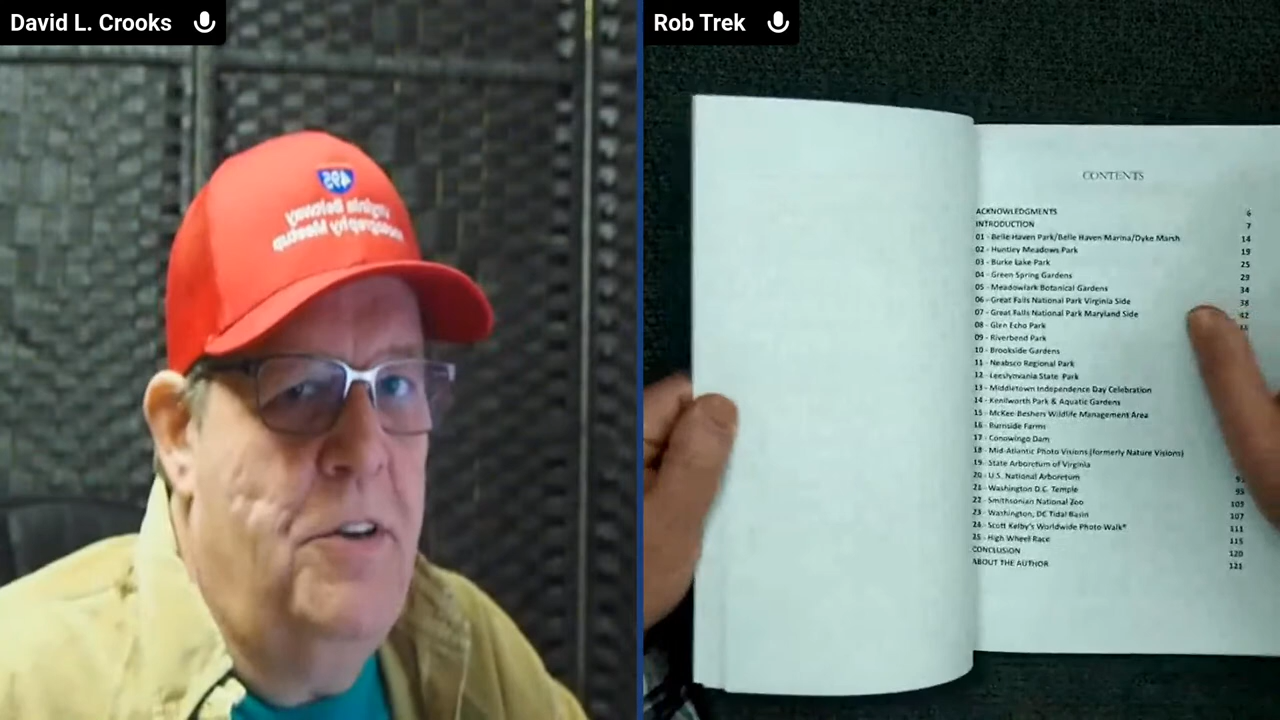 David L. Crooks
Rob Trek
495
Virginia Beltway
Meetup
CONTENTS
ACKNOWLEDGMENTS 6
INTRODUCTION 7
01 - Belle Haven Park/Belle Haven Marina/Dyke Marsh 14
02 - Huntley Meadows Park 19
03 - Burke Lake Park 25
04 - Green Spring Gardens 29
05 - Meadowlark Botanical Gardens 34
06 - Great Falls National Park Virginia Side 38
07 - Great Falls National Park Maryland Side 42
08 - Glen Echo Park
09 - Riverbend Park
10 - Brookside Gardens
11 - Neabsco Regional Park
12 - Leesylvania State Park
13 - Middletown Independence Day Celebration
14 - Kenilworth Park & Aquatic Gardens
15 - McKee-Beshers Wildlife Management Area
16 - Burnside Farms
17 - Conowingo Dam
18 - Mid-Atlantic Photo Visions (formerly Nature Visions)
19 - State Arboretum of Virginia
20 - U.S. National Arboretum
21 - Washington D.C. Temple 93
22 - Smithsonian National Zoo 103
23 - Washington, DC Tidal Basin 107
24 - Scott Kelby's Worldwide Photo Walk® 111
25 - High Wheel Race 115
CONCLUSION 120
ABOUT THE AUTHOR 121